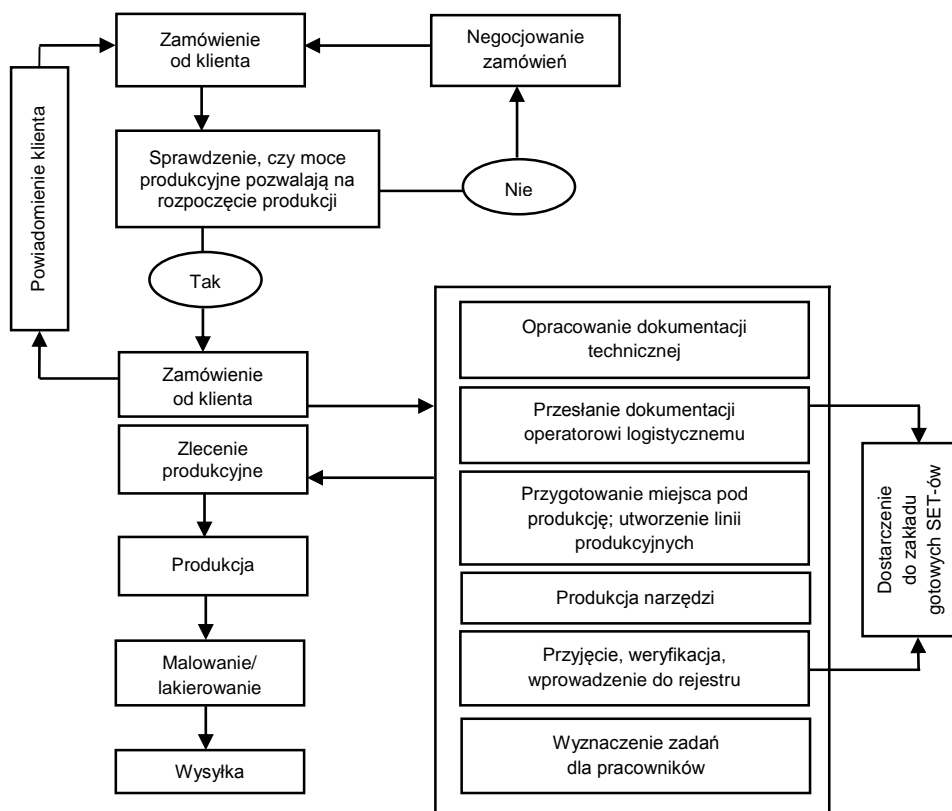 Zamówienie
od klienta
Negocjowanie
zamówień
Powiadomienie klienta
Sprawdzenie, czy moce
produkcyjne pozwalają na
rozpoczęcie produkcji
Nie
Tak
Zamówienie
od klienta
Zlecenie
produkcyjne
Produkcja
Malowanie/
lakierowanie
Wysyłka
Opracowanie dokumentacji
technicznej
Przesłanie dokumentacji
operatorowi logistycznemu
Przygotowanie miejsca pod
produkcję; utworzenie linii
produkcyjnych
Produkcja narzędzi
Przyjęcie, weryfikacja,
wprowadzenie do rejestru
Wyznaczenie zadań
dla pracowników
Dostarczenie
do zakładu
gotowych SET-ów